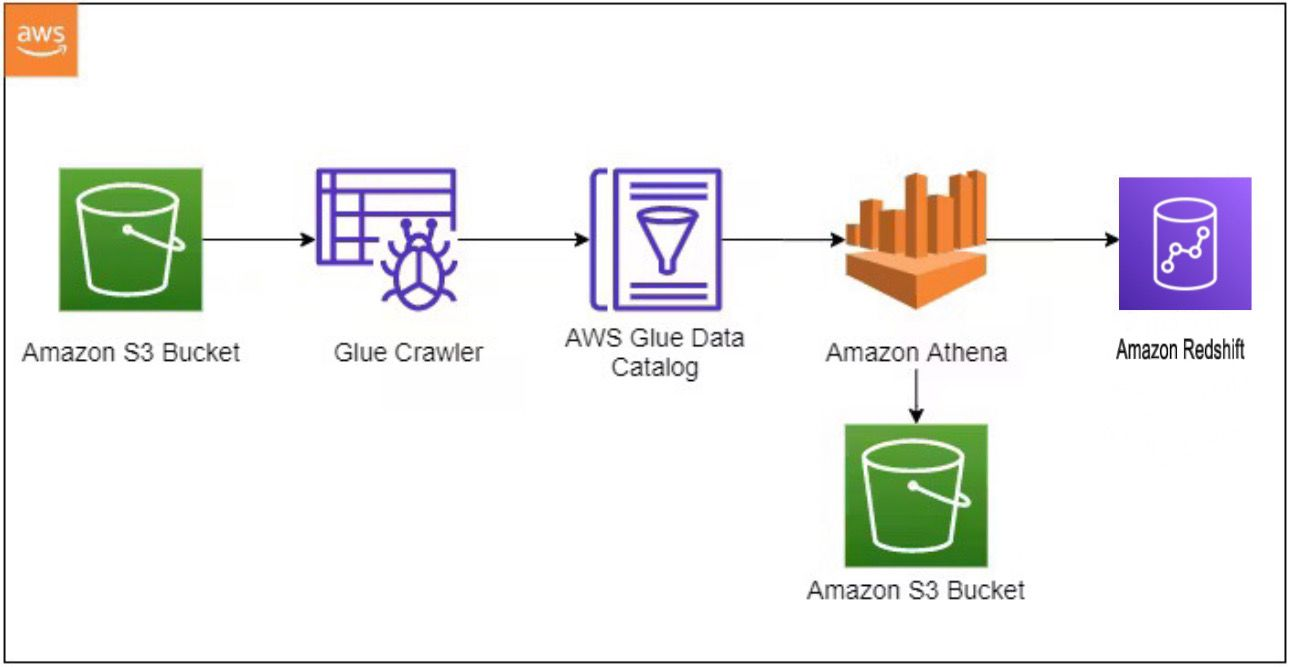 aws
Amazon S3 Bucket
Glue Crawler
AWS Glue Data
Catalog
Amazon Athena
Amazon Redshift
Amazon S3 Bucket